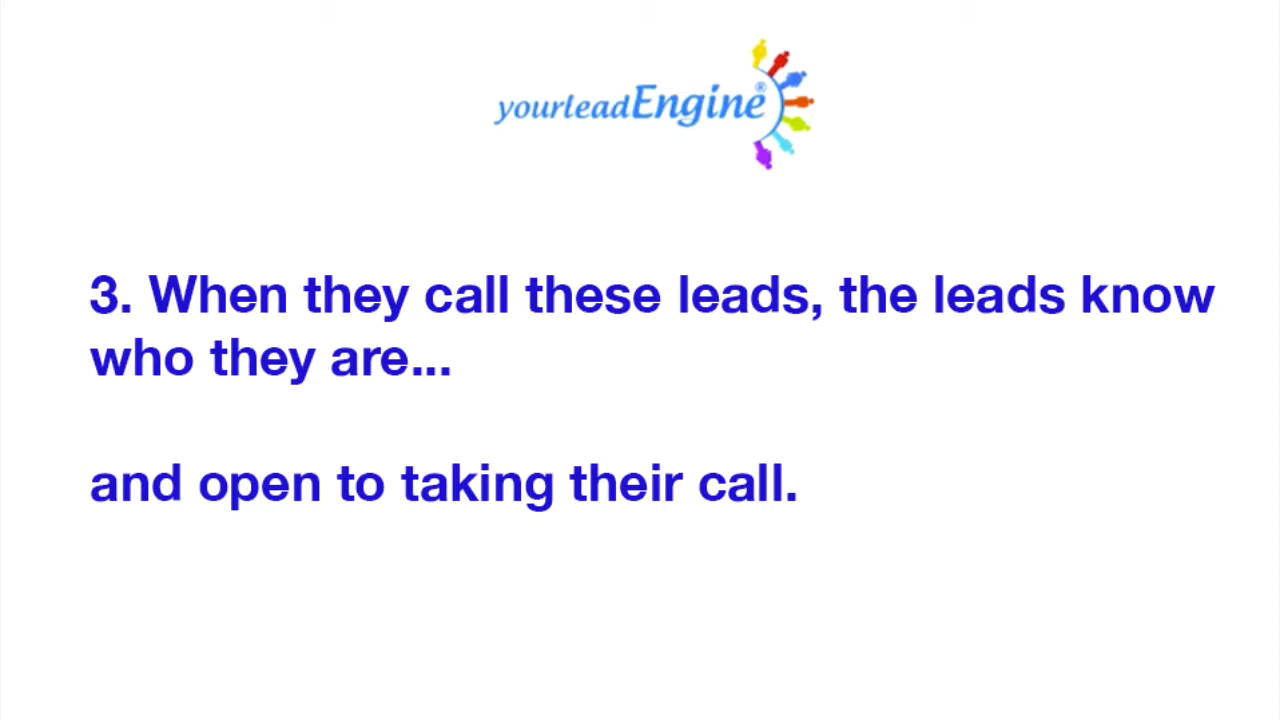 yourleadEngine®
3. When they call these leads, the leads know
who they are...
and open to taking their call.